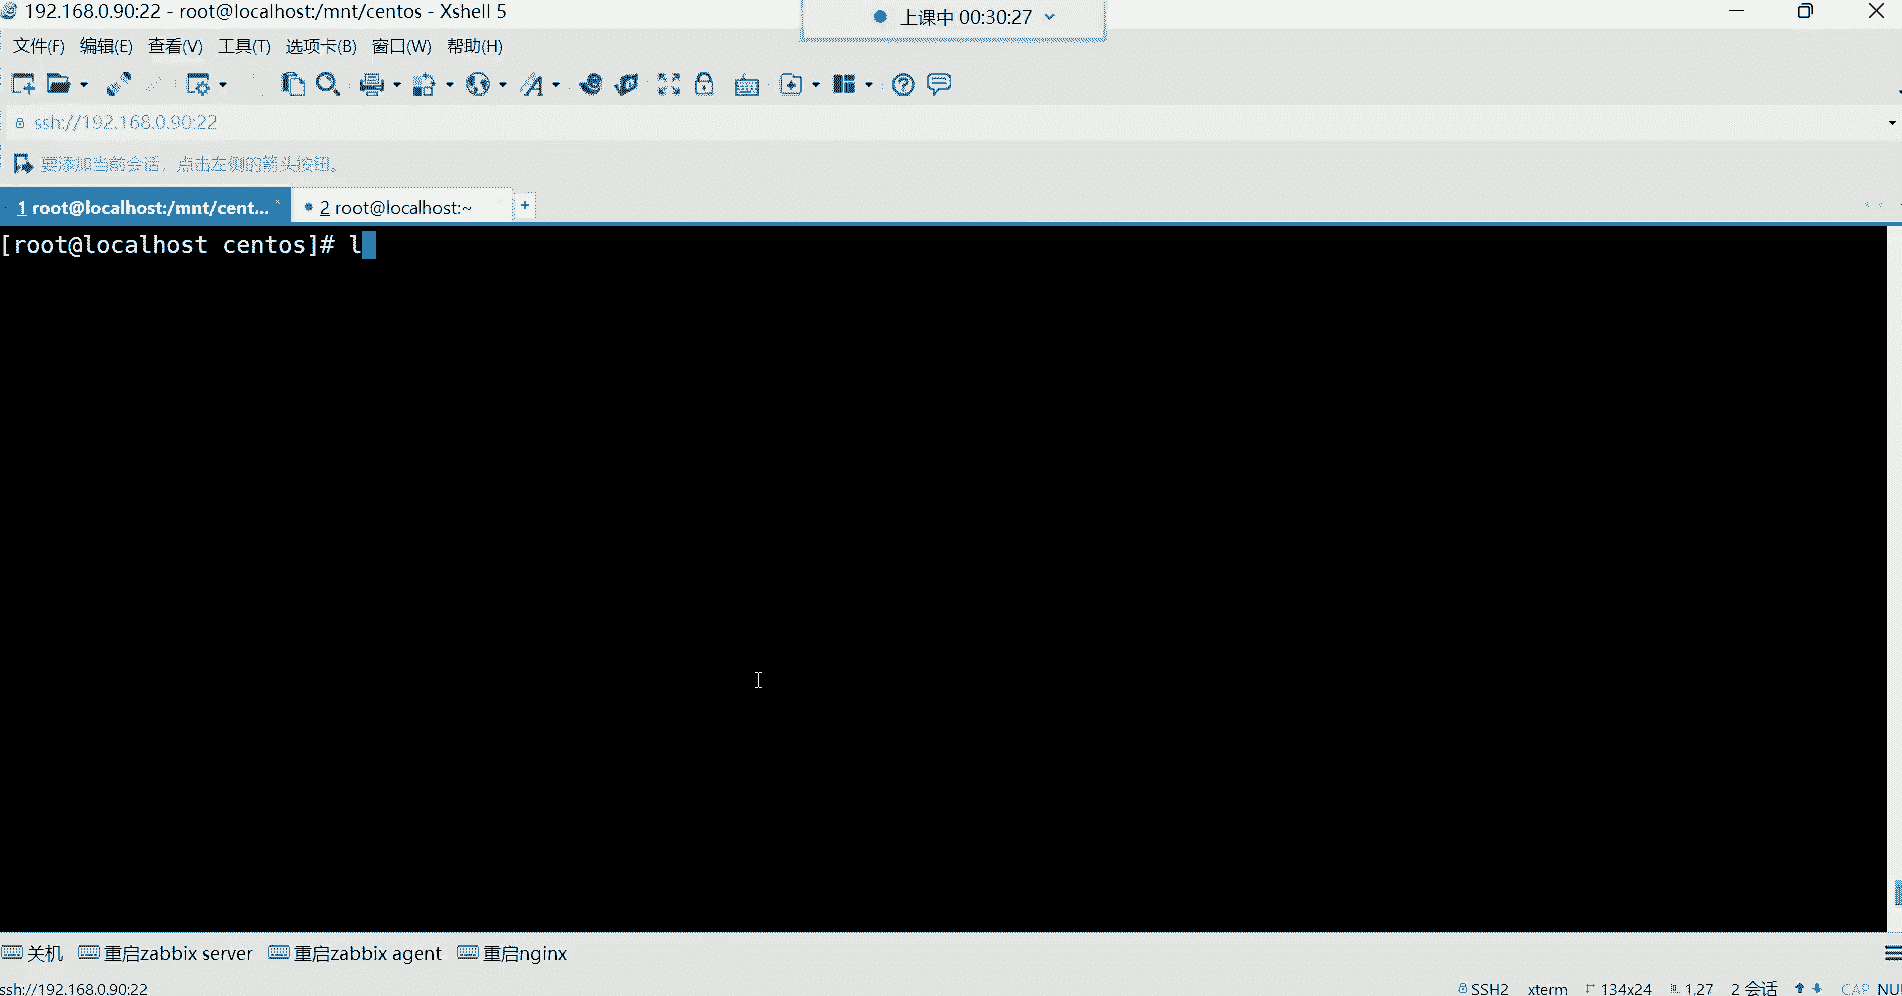 192.168.0.90:22 - root@localhost:/mnt/centos - Xshell 5
上课中 00:30:27
文件(F) 编辑(E) 查看(V) 工具(T) 选项卡(B) 窗口(W) 帮助(H)
ssh://192.168.0.90:22
要添加当前会话，点击左侧的箭头按钮。
1 root@localhost:/mnt/cent... 2 root@localhost:~ +
[root@localhost centos]# l
关机 重启zabbix server 重启zabbix agent 重启nginx
ssh://192.168.0.90:22 SSH2 xterm 134x24 1,27 2 会话 CAP NU